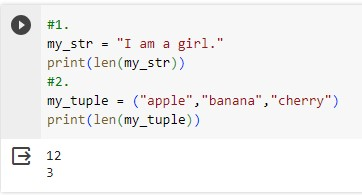 #1.
my_str = "I am a girl."
print(len(my_str))
#2.
my_tuple = ("apple","banana","cherry")
print(len(my_tuple))
12
3